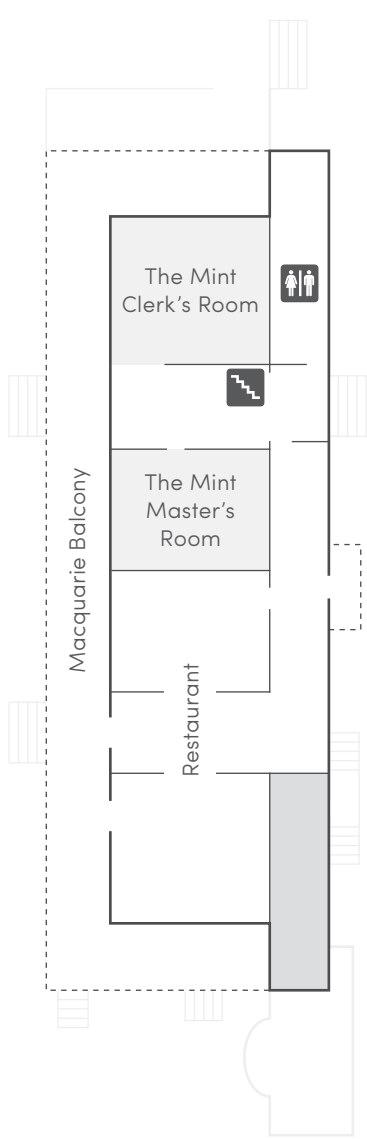 The Mint
Clerk's Room
The Mint
Master's
Room
Macquarie Balcony
Restaurant